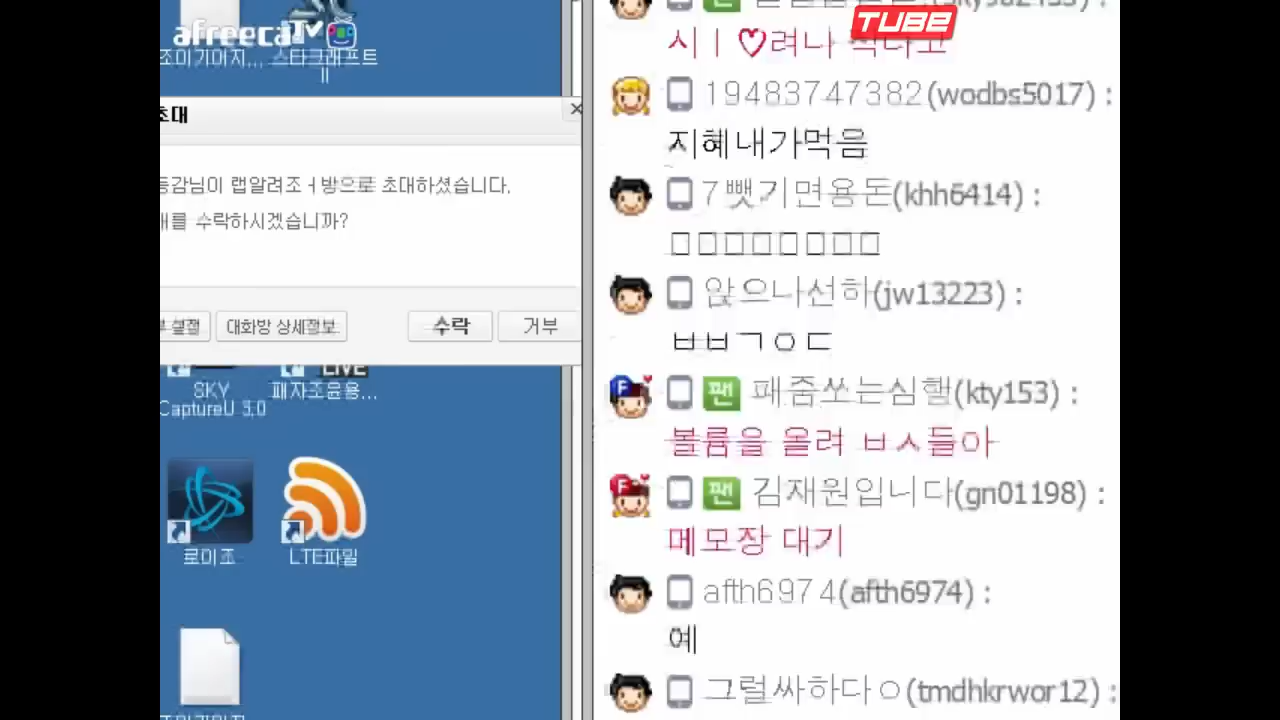 afreecaTV
TUBE
스타크래프트
II
초대
등감님이 랩알려조ㅓ방으로 초대하셨습니다.
대를 수락하시겠습니까?
대화방 상세정보
수락
거부
LIVE
SKY
CaptureU 3.0
패자조윤용...
로미조
LTE파밀
19483747382(wodbs5017) :
지혜내가먹음
7뺏기면용돈(khh6414) :
□□□□□□□□
앉으나선하(jw13223) :
ㅂㅂㄱㅇㄷ
팬 패줌쏘는심행(kty153) :
볼륨을 올려 ㅂㅅ들아
팬 김재원입니다(gn01198) :
메모장 대기
afth6974(afth6974) :
예
그럴싸하다ㅇ(tmdhkrwor12) :